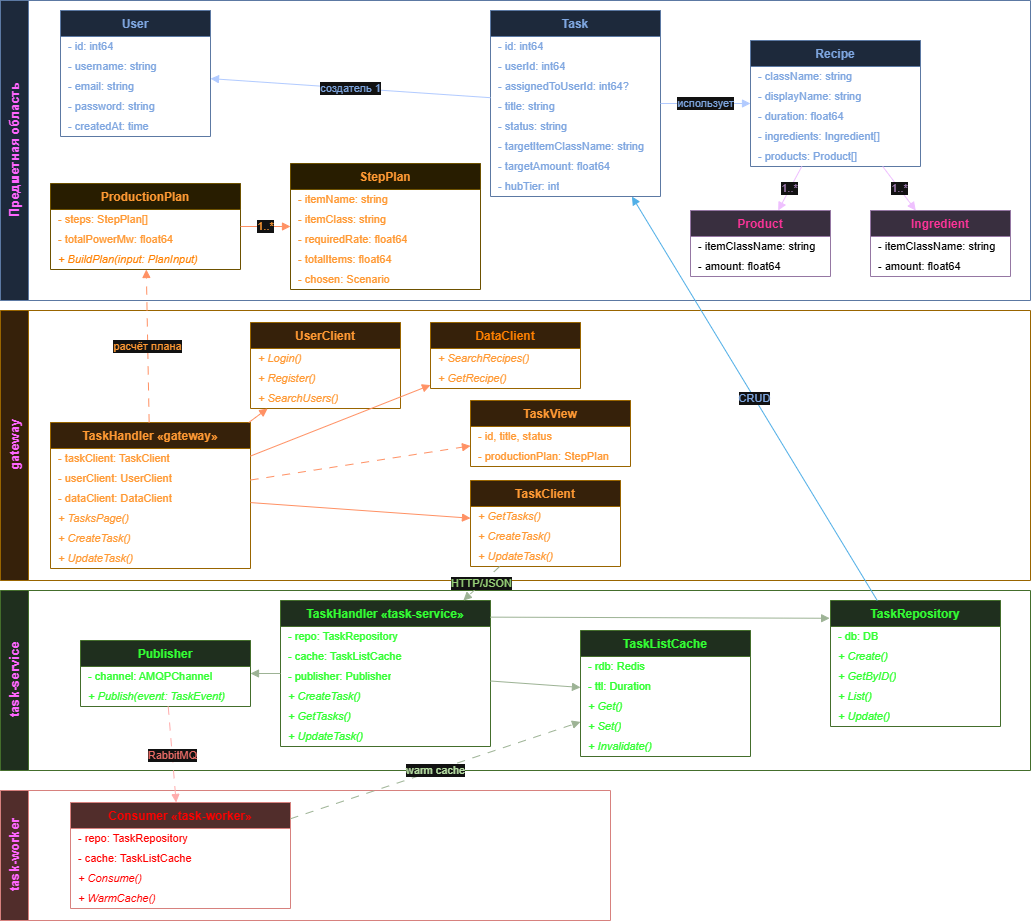 Предметная область
User
- id: int64
- username: string
- email: string
- password: string
- createdAt: time
создатель 1
Task
- id: int64
- userId: int64
- assignedToUserId: int64?
- title: string
- status: string
- targetItemClassName: string
- targetAmount: float64
- hubTier: int
использует
Recipe
- className: string
- displayName: string
- duration: float64
- ingredients: Ingredient[]
- products: Product[]
1..*
1..*
Product
- itemClassName: string
- amount: float64
Ingredient
- itemClassName: string
- amount: float64
ProductionPlan
- steps: StepPlan[]
- totalPowerMw: float64
+ BuildPlan(input: PlanInput)
1..*
StepPlan
- itemName: string
- itemClass: string
- requiredRate: float64
- totalItems: float64
- chosen: Scenario
gateway
расчёт плана
UserClient
+ Login()
+ Register()
+ SearchUsers()
DataClient
+ SearchRecipes()
+ GetRecipe()
CRUD
TaskHandler «gateway»
- taskClient: TaskClient
- userClient: UserClient
- dataClient: DataClient
+ TasksPage()
+ CreateTask()
+ UpdateTask()
TaskView
- id, title, status
- productionPlan: StepPlan
TaskClient
+ GetTasks()
+ CreateTask()
+ UpdateTask()
HTTP/JSON
task-service
Publisher
- channel: AMQPChannel
+ Publish(event: TaskEvent)
TaskHandler «task-service»
- repo: TaskRepository
- cache: TaskListCache
- publisher: Publisher
+ CreateTask()
+ GetTasks()
+ UpdateTask()
TaskListCache
- rdb: Redis
- ttl: Duration
+ Get()
+ Set()
+ Invalidate()
TaskRepository
- db: DB
+ Create()
+ GetByID()
+ List()
+ Update()
RabbitMQ
warm cache
task-worker
Consumer «task-worker»
- repo: TaskRepository
- cache: TaskListCache
+ Consume()
+ WarmCache()